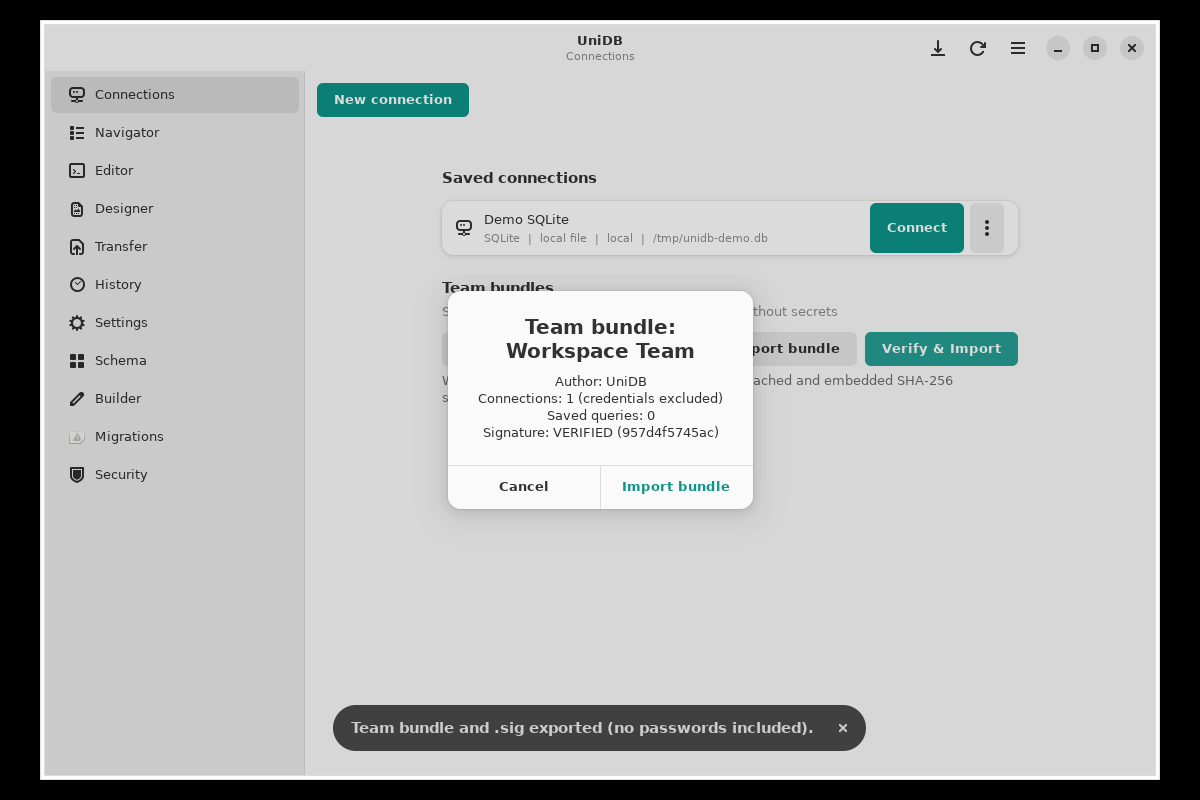 UniDB
Connections
Connections
Navigator
Editor
Designer
Transfer
History
Settings
Schema
Builder
Migrations
Security
New connection
Saved connections
Demo SQLite
SQLite | local file | local | /tmp/unidb-demo.db
Connect
Team bundles
secrets
bundle
Verify & Import
and embedded SHA-256
Team bundle:
Workspace Team
Author: UniDB
Connections: 1 (credentials excluded)
Saved queries: 0
Signature: VERIFIED (957d4f5745ac)
Cancel
Import bundle
Team bundle and .sig exported (no passwords included).